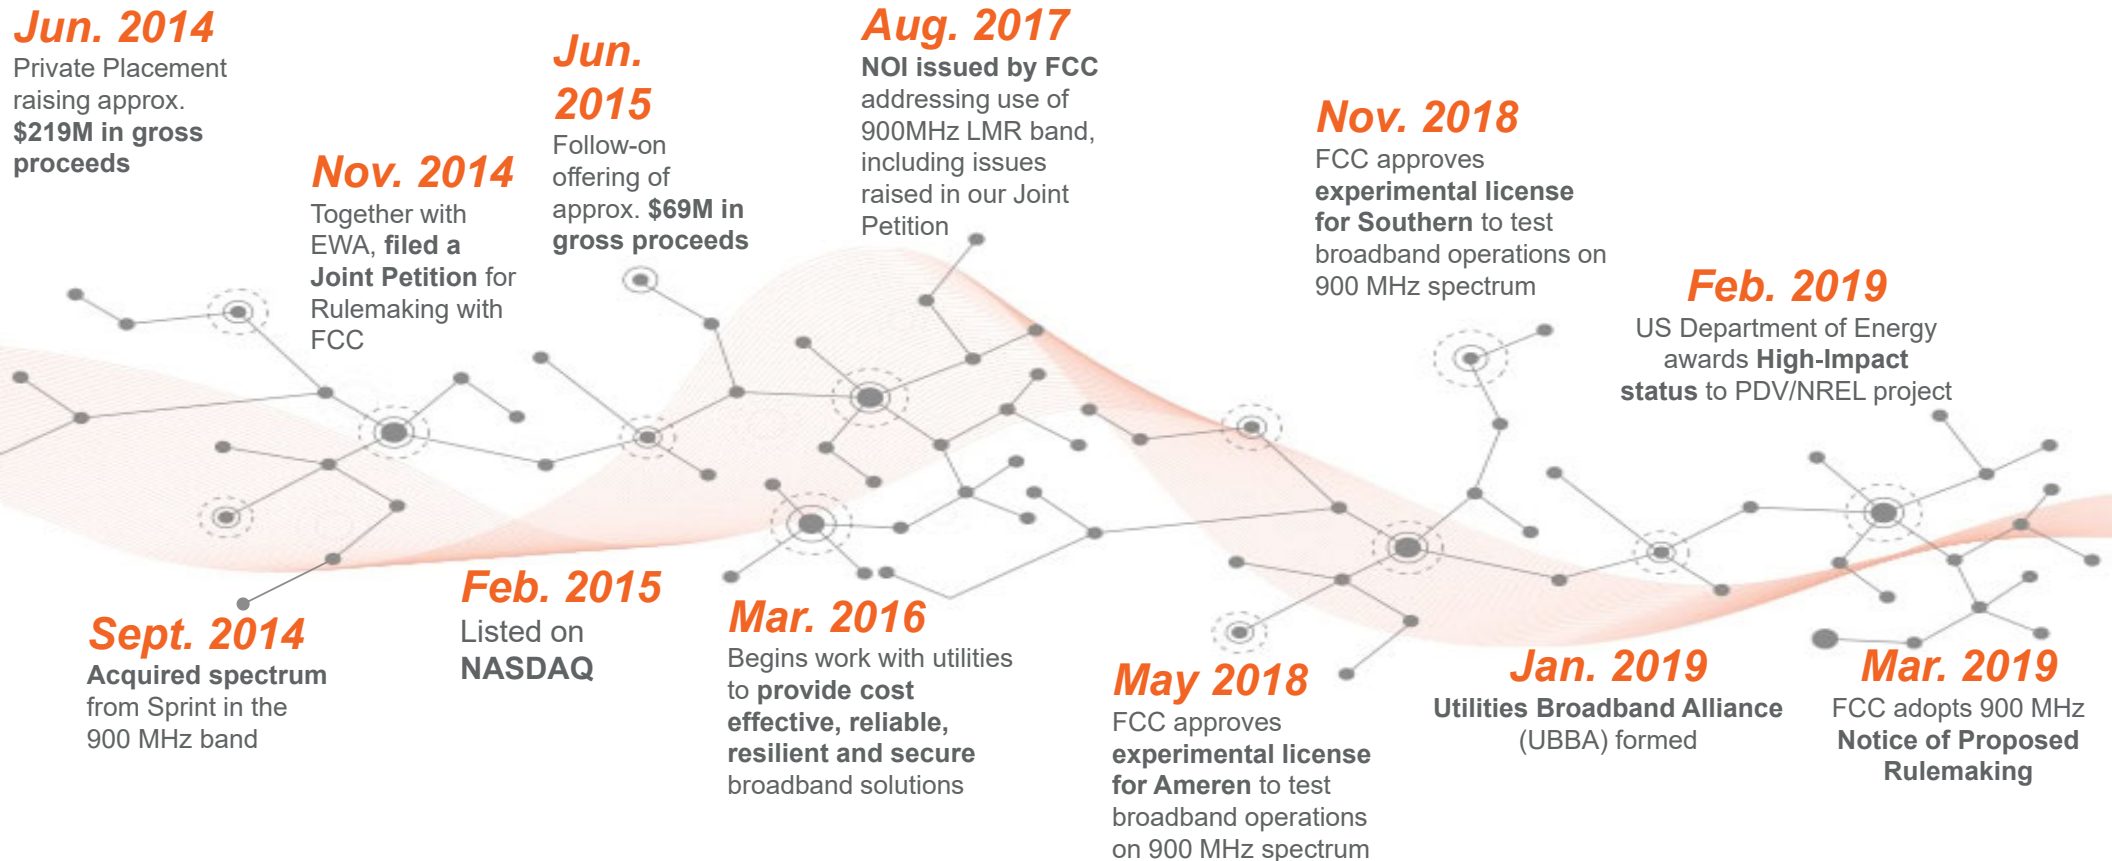 Jun. 2014
Private Placement
raising approx.
$219M in gross
proceeds
Sept. 2014
Acquired spectrum
from Sprint in the
900 MHz band
Nov. 2014
Together with
EWA, filed a
Joint Petition for
Rulemaking with
FCC
Feb. 2015
Listed on
NASDAQ
Jun.
2015
Follow-on
offering of
approx. $69M in
gross proceeds
Mar. 2016
Begins work with utilities
to provide cost
effective, reliable,
resilient and secure
broadband solutions
Aug. 2017
NOI issued by FCC
addressing use of
900MHz LMR band,
including issues
raised in our Joint
Petition
May 2018
FCC approves
experimental license
for Ameren to test
broadband operations
on 900 MHz spectrum
Nov. 2018
FCC approves
experimental license
for Southern to test
broadband operations on
900 MHz spectrum
Jan. 2019
Utilities Broadband Alliance
(UBBA) formed
Feb. 2019
US Department of Energy
awards High-Impact
status to PDV/NREL project
Mar. 2019
FCC adopts 900 MHz
Notice of Proposed
Rulemaking